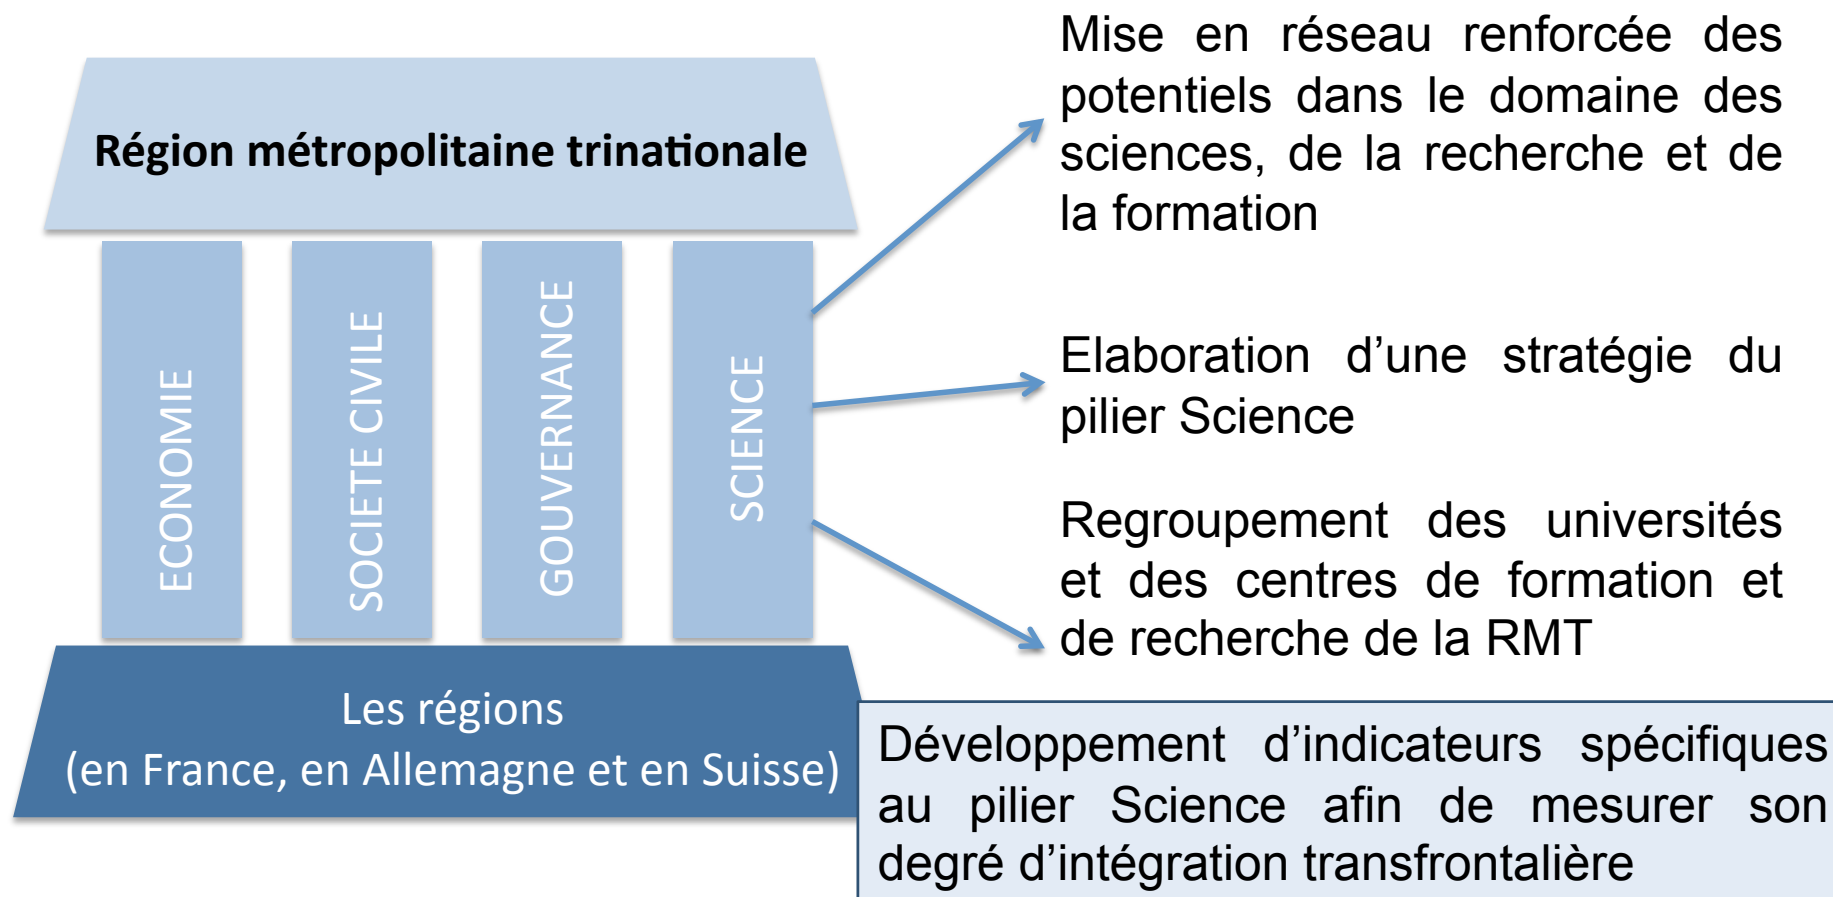 Région métropolitaine trinationale
ECONOMIE
SOCIETE CIVILE
GOUVERNANCE
SCIENCE
Les régions
(en France, en Allemagne et en Suisse)
Mise en réseau renforcée des
potentiels dans le domaine des
sciences, de la recherche et de
la formation
Elaboration d’une stratégie du
pilier Science
Regroupement des universités
et des centres de formation et
de recherche de la RMT
Développement d’indicateurs spécifiques
au pilier Science afin de mesurer son
degré d’intégration transfrontalière